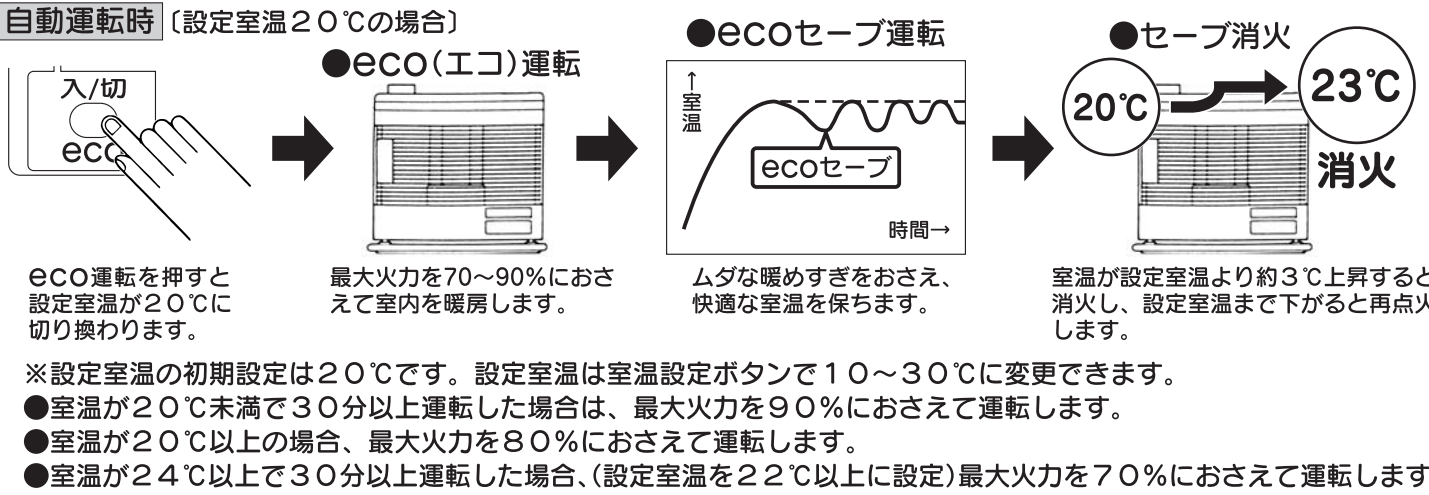 自動運転時〔設定室温20℃の場合〕
入/切
eco
eco運転を押すと
設定室温が20℃に
切り換わります。
●eco(エコ)運転
最大火力を70～90%におさ
えて室内を暖房します。
●ecoセーブ運転
↑室温
ecoセーブ
時間→
ムダな暖めすぎをおさえ、
快適な室温を保ちます。
●セーブ消火
20℃
23℃
消火
室温が設定室温より約3℃上昇すると
消火し、設定室温まで下がると再点火
します。
※設定室温の初期設定は20℃です。設定室温は室温設定ボタンで10～30℃に変更できます。
●室温が20℃未満で30分以上運転した場合は、最大火力を90%におさえて運転します。
●室温が20℃以上の場合、最大火力を80%におさえて運転します。
●室温が24℃以上で30分以上運転した場合、(設定室温を22℃以上に設定)最大火力を70%におさえて運転します